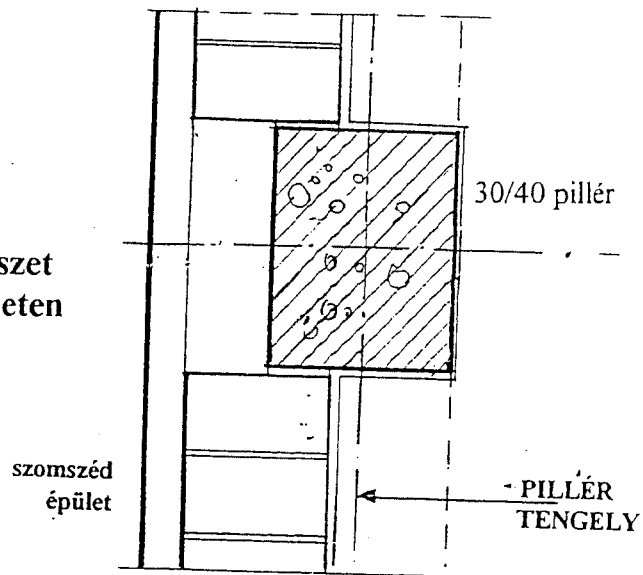 30/40 pillér
szet
eten
szomszéd
épület
PILLÉR
TENGELY